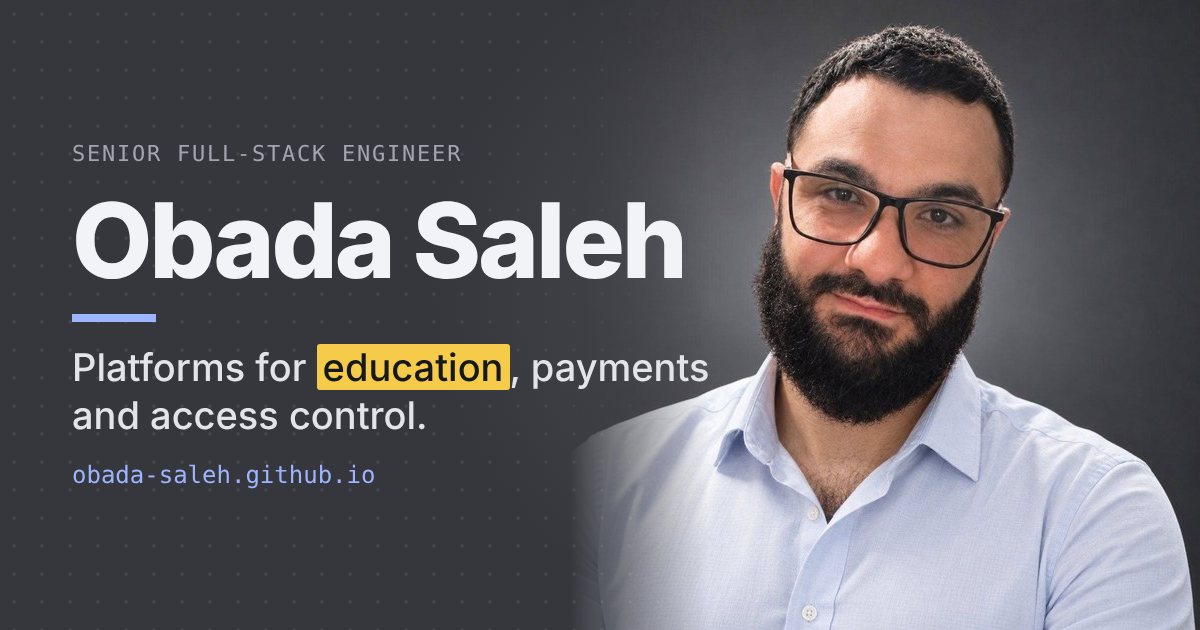 SENIOR FULL-STACK ENGINEER
Obada Saleh
Platforms for education, payments
and access control.
obada-saleh.github.io